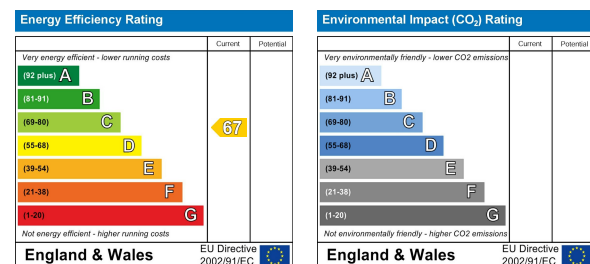 Energy Efficiency Rating
Current Potential
Very energy efficient - lower running costs
(92 plus) A
(81-91) B
(69-80) C
67
(55-68) D
(39-54) E
(21-38) F
(1-20) G
Not energy efficient - higher running costs
England & Wales
EU Directive
2002/91/EC
Environmental Impact (CO₂) Rating
Current Potential
Very environmentally friendly - lower CO2 emissions
(92 plus) A
(81-91) B
(69-80) C
(55-68) D
(39-54) E
(21-38) F
(1-20) G
Not environmentally friendly - higher CO2 emissions
England & Wales
EU Directive
2002/91/EC